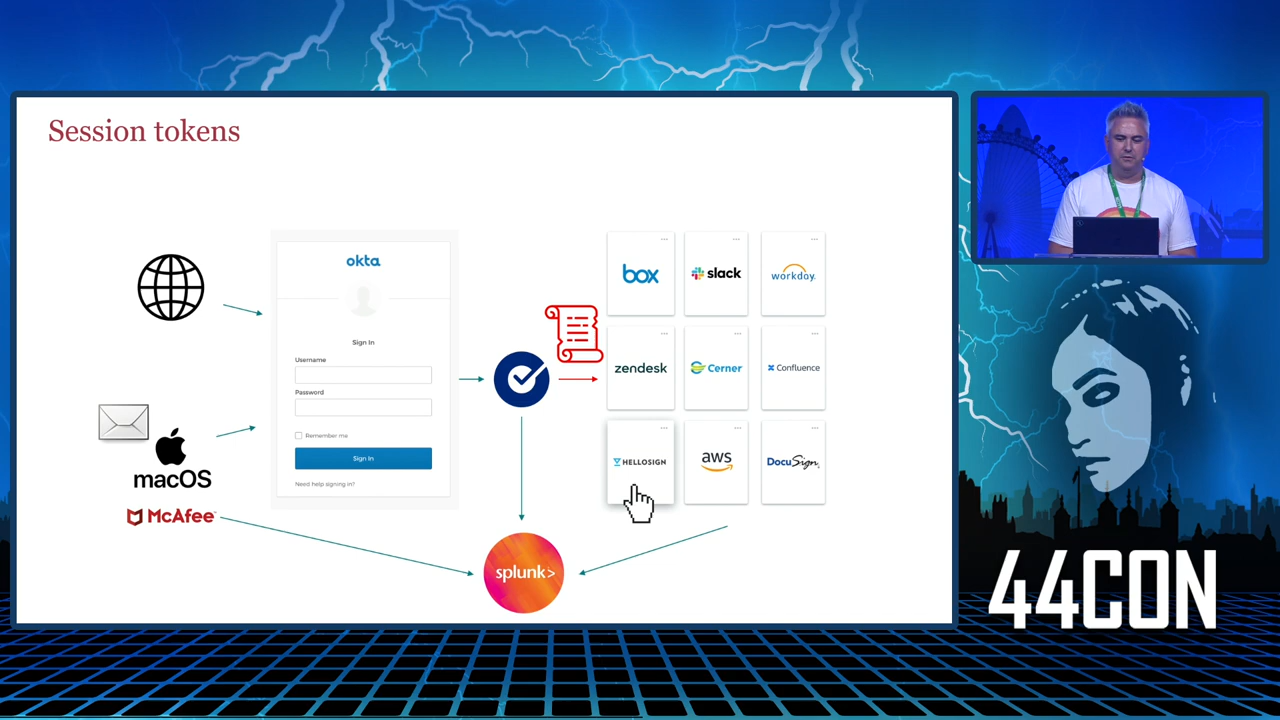 Session tokens
okta
Sign In
Username
Password
Remember me
Sign In
Need help signing in?
macOS
McAfee
box
slack
workday
zendesk
Cerner
Confluence
HELLOSIGN
aws
DocuSign
splunk>
44CON